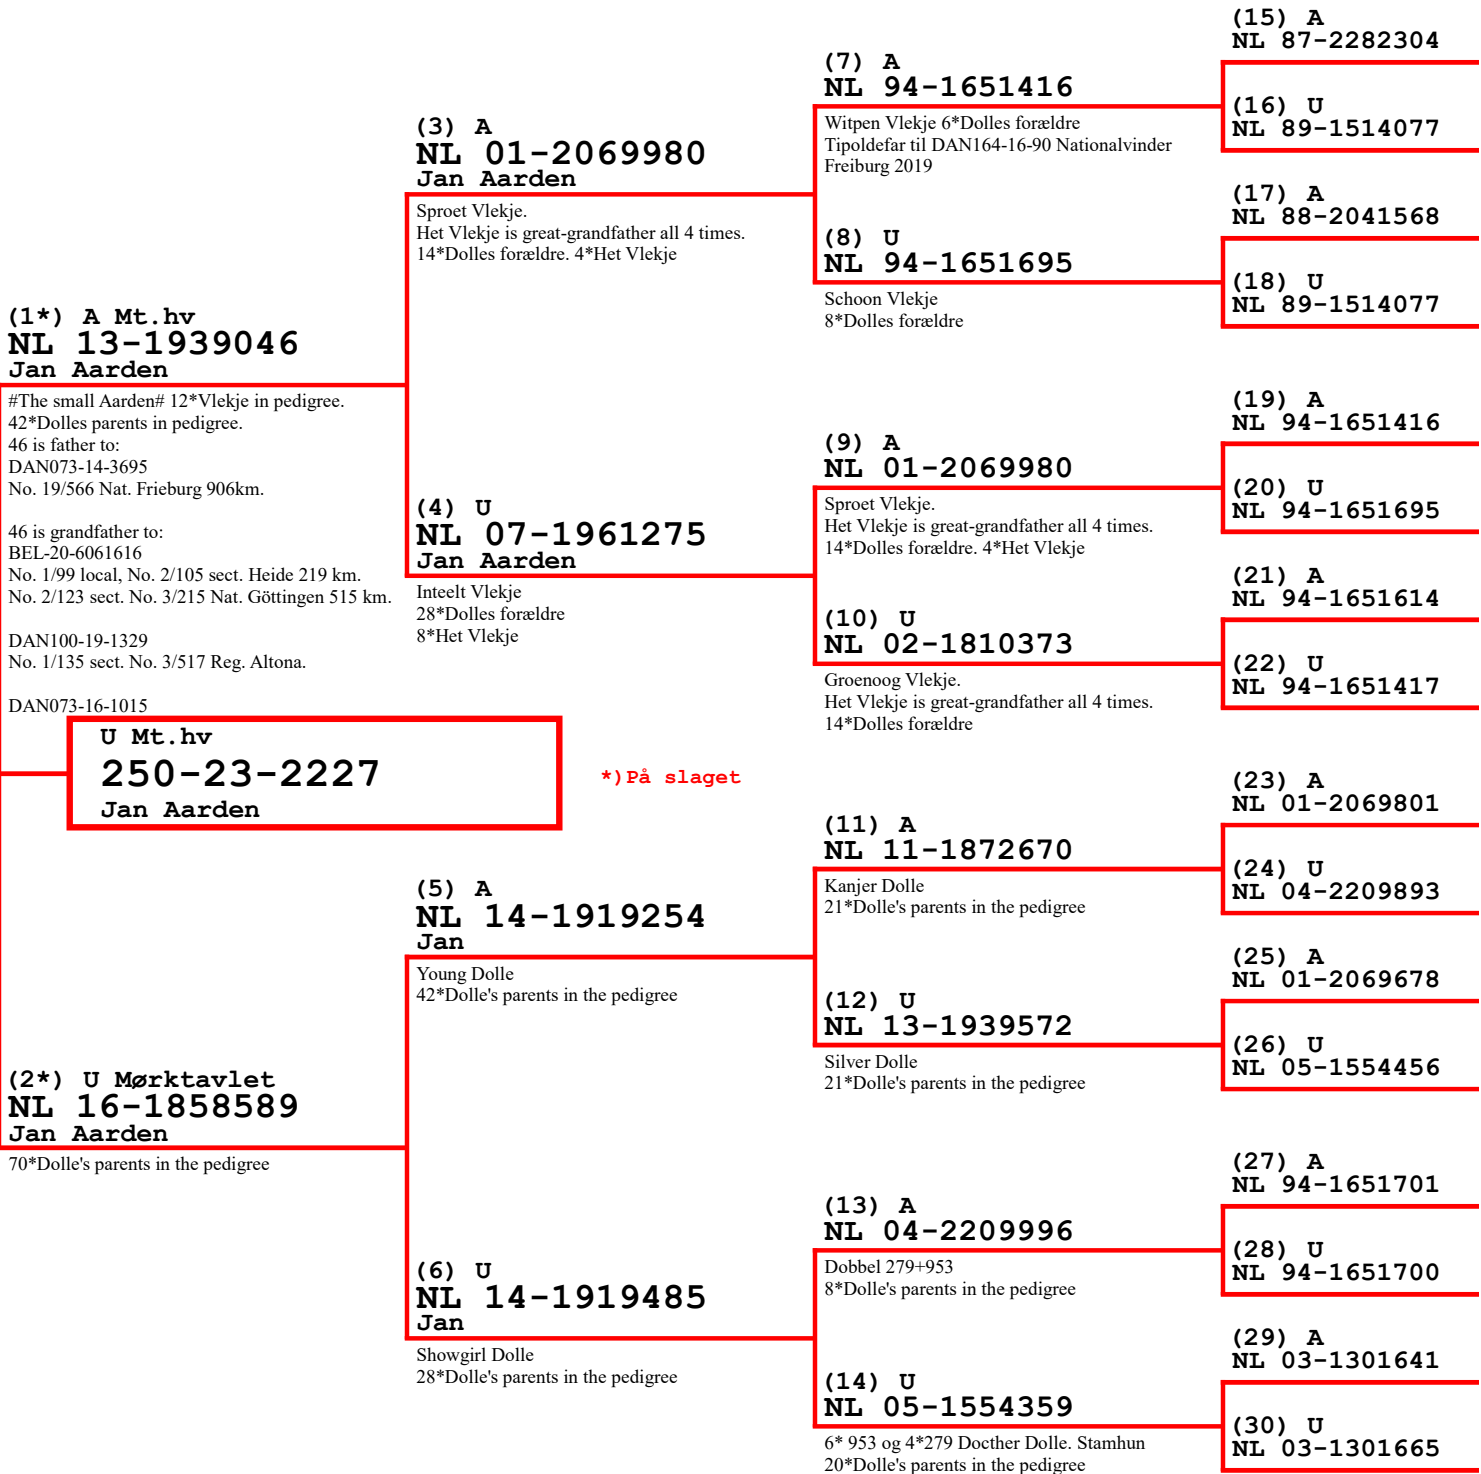 (1*) A Mt.hv
NL 13-1939046
Jan Aarden
#The small Aarden# 12*Vlekje in pedigree.
42*Dolles parents in pedigree.
46 is father to:
DAN073-14-3695
No. 19/566 Nat. Frieburg 906km.
46 is grandfather to:
BEL-20-6061616
No. 1/99 local, No. 2/105 sect. Heide 219 km.
No. 2/123 sect. No. 3/215 Nat. Göttingen 515 km.
DAN100-19-1329
No. 1/135 sect. No. 3/517 Reg. Altona.
DAN073-16-1015
U Mt.hv
250-23-2227
Jan Aarden
*)På slaget
(2*) U Mørktavlet
NL 16-1858589
Jan Aarden
70*Dolle's parents in the pedigree
(3) A
NL 01-2069980
Jan Aarden
Sproet Vlekje.
Het Vlekje is great-grandfather all 4 times.
14*Dolles forældre. 4*Het Vlekje
(4) U
NL 07-1961275
Jan Aarden
Inteelt Vlekje
28*Dolles forældre
8*Het Vlekje
(5) A
NL 14-1919254
Jan
Young Dolle
42*Dolle's parents in the pedigree
(6) U
NL 14-1919485
Jan
Showgirl Dolle
28*Dolle's parents in the pedigree
(7) A
NL 94-1651416
Witpen Vlekje 6*Dolles forældre
Tipoldefar til DAN164-16-90 Nationalvinder
Freiburg 2019
(8) U
NL 94-1651695
Schoon Vlekje
8*Dolles forældre
(9) A
NL 01-2069980
Sproet Vlekje.
Het Vlekje is great-grandfather all 4 times.
14*Dolles forældre. 4*Het Vlekje
(10) U
NL 02-1810373
Groenoog Vlekje.
Het Vlekje is great-grandfather all 4 times.
14*Dolles forældre
(11) A
NL 11-1872670
Kanjer Dolle
21*Dolle's parents in the pedigree
(12) U
NL 13-1939572
Silver Dolle
21*Dolle's parents in the pedigree
(13) A
NL 04-2209996
Dobbel 279+953
8*Dolle's parents in the pedigree
(14) U
NL 05-1554359
6* 953 og 4*279 Docther Dolle. Stamhun
20*Dolle's parents in the pedigree
(15) A
NL 87-2282304
(16) U
NL 89-1514077
(17) A
NL 88-2041568
(18) U
NL 89-1514077
(19) A
NL 94-1651416
(20) U
NL 94-1651695
(21) A
NL 94-1651614
(22) U
NL 94-1651417
(23) A
NL 01-2069801
(24) U
NL 04-2209893
(25) A
NL 01-2069678
(26) U
NL 05-1554456
(27) A
NL 94-1651701
(28) U
NL 94-1651700
(29) A
NL 03-1301641
(30) U
NL 03-1301665